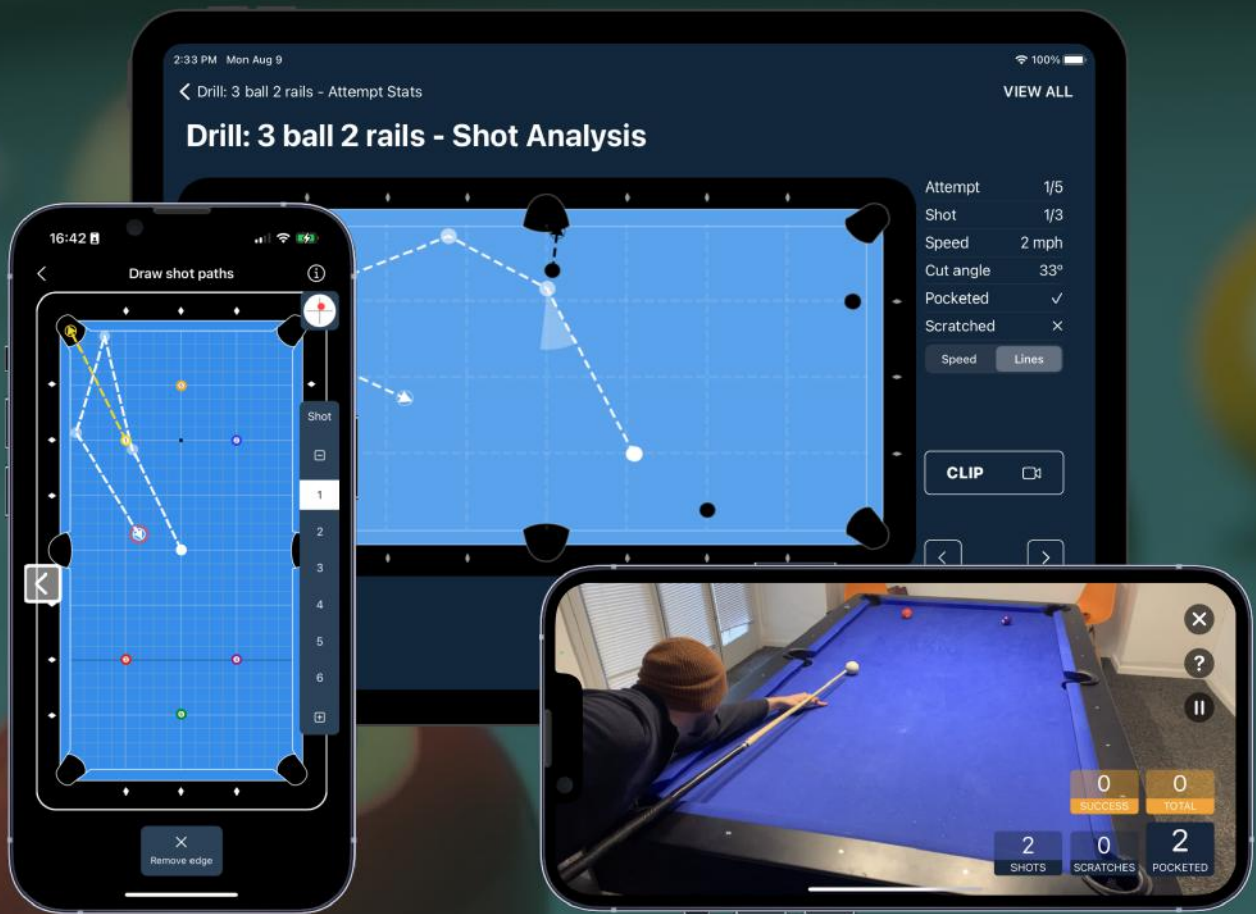 2:33 PM Mon Aug 9
100%
Drill: 3 ball 2 rails - Attempt Stats
VIEW ALL
Drill: 3 ball 2 rails - Shot Analysis
Attempt 1/5
Shot 1/3
Speed 2 mph
Cut angle 33°
Pocketed ✓
Scratched ×
Speed Lines
CLIP
16:42
Draw shot paths
Shot
1
2
3
4
5
6
Remove edge
?
0 SUCCESS
0 TOTAL
2 SHOTS
0 SCRATCHES
2 POCKETED